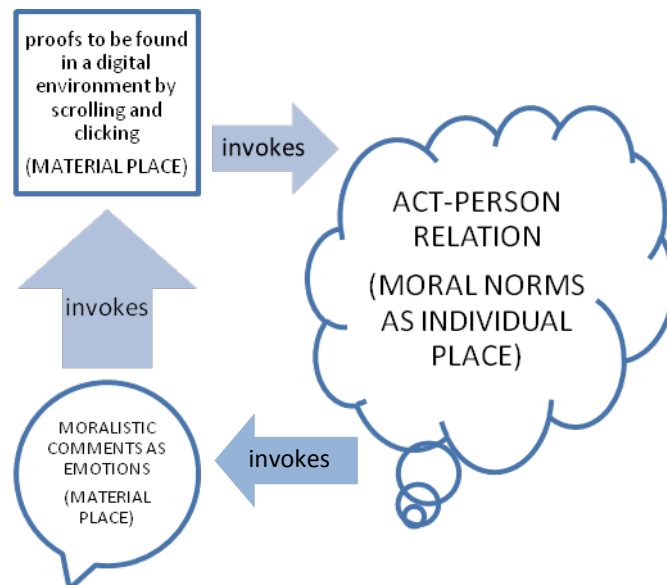 proofs to be found
in a digital
environment by
scrolling and
clicking
(MATERIAL PLACE)
invokes
ACT-PERSON
RELATION
(MORAL NORMS
AS INDIVIDUAL
PLACE)
invokes
MORALISTIC
COMMENTS AS
EMOTIONS
(MATERIAL
PLACE)
invokes